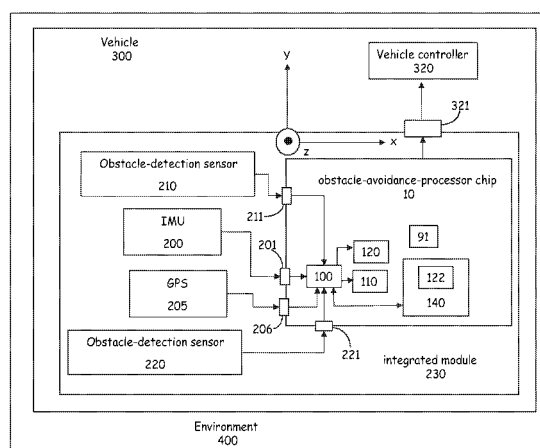 Vehicle
300
Vehicle controller
320
y
321
x
z
Obstacle-detection sensor
210
obstacle-avoidance-processor chip
10
211
IMU
200
201
120
91
100
110
122
140
GPS
205
206
Obstacle-detection sensor
220
221
integrated module
230
Environment
400